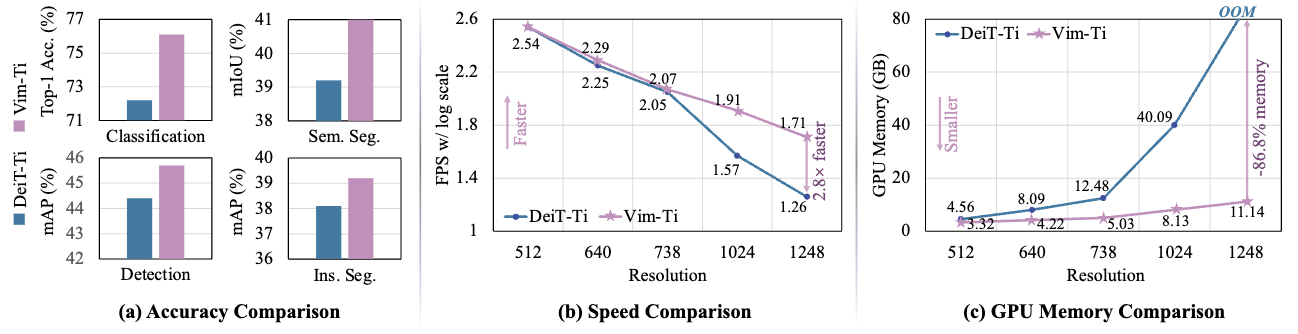 DeiT-Ti
Vim-Ti
Top-1 Acc. (%)
77
75
73
71
Classification
mIoU (%)
41
40
39
38
Sem. Seg.
mAP (%)
46
45
44
43
42
Detection
mAP (%)
40
39
38
37
36
Ins. Seg.
(a) Accuracy Comparison
FPS w/ log scale
2.6
2.2
1.8
1.4
1
2.54
2.29
2.25
2.07
2.05
1.91
1.57
1.71
1.26
Faster
2.8× faster
DeiT-Ti
Vim-Ti
512 640 738 1024 1248
Resolution
(b) Speed Comparison
GPU Memory (GB)
80
60
40
20
0
DeiT-Ti
Vim-Ti
OOM
Smaller
-86.8% memory
4.56
8.09
12.48
40.09
3.32
4.22
5.03
8.13
11.14
512 640 738 1024 1248
Resolution
(c) GPU Memory Comparison